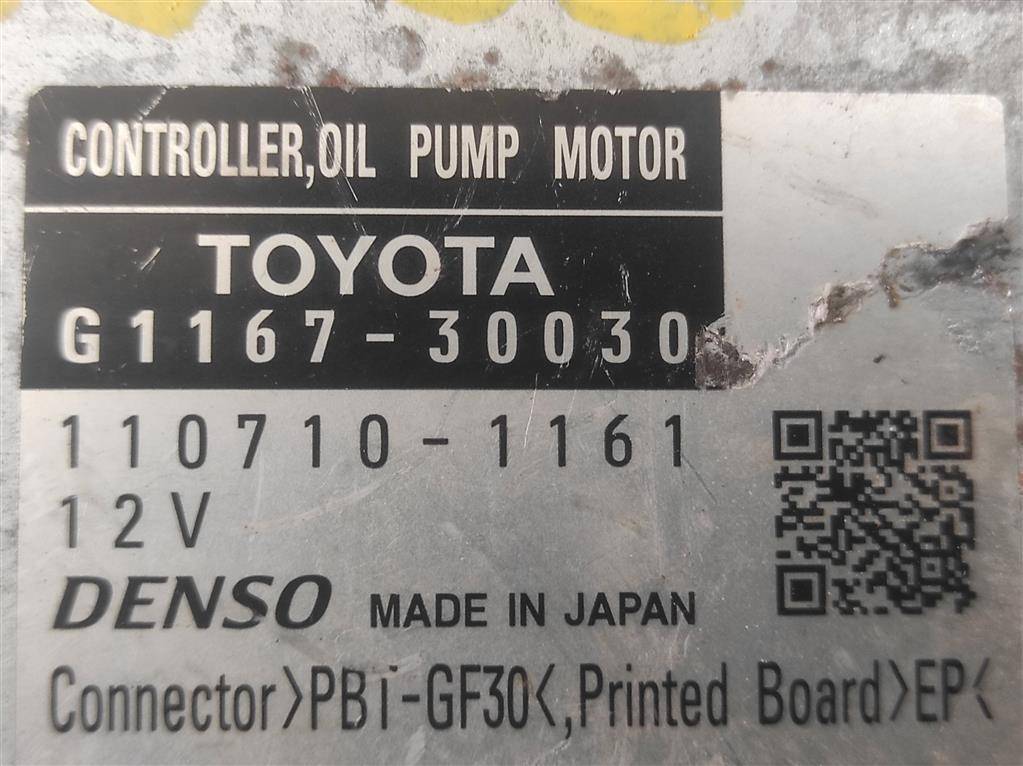 CONTROLLER,OIL PUMP MOTOR
TOYOTA
G1167-30030
110710-1161
12V
DENSO MADE IN JAPAN
Connector>PBT-GF30<,Printed Board>EP<